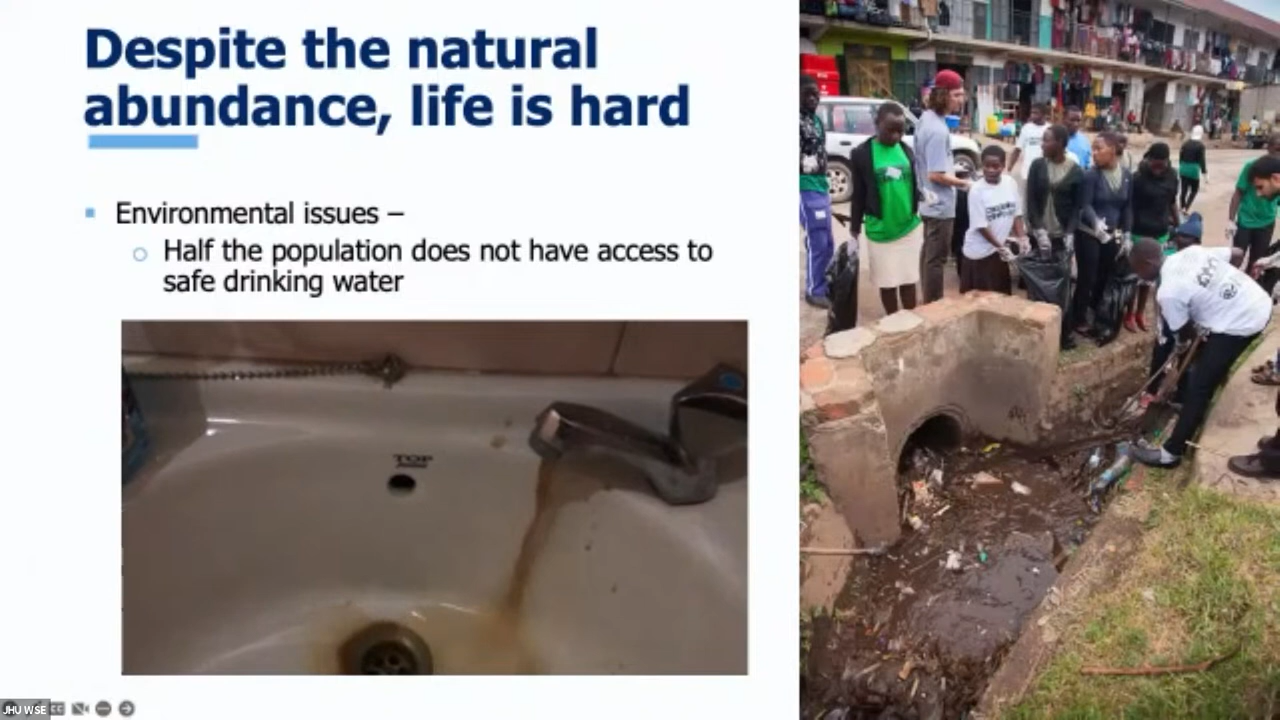 Despite the natural
abundance, life is hard
Environmental issues –
Half the population does not have access to
safe drinking water
TOP
JHU WSE
CC